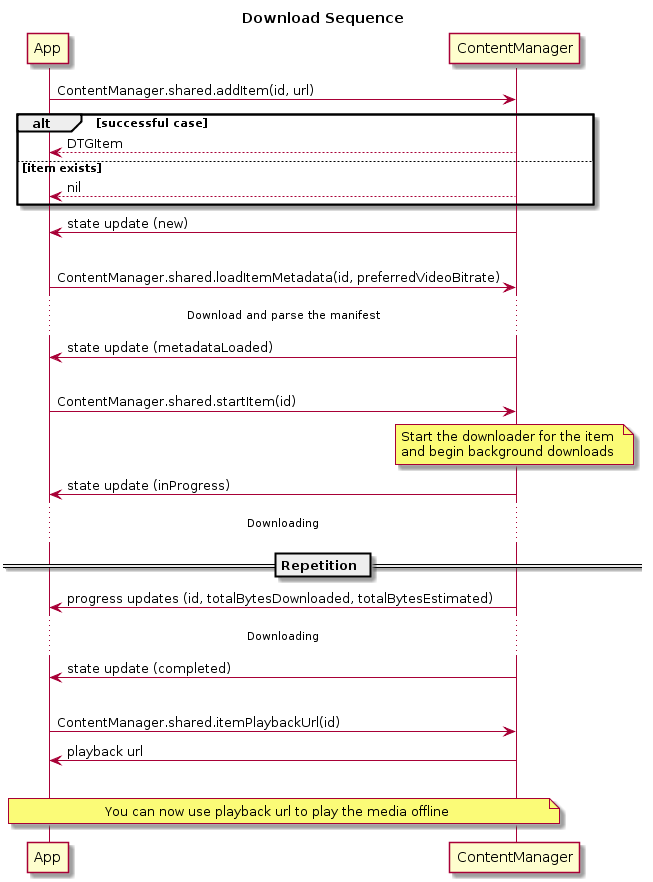 Download Sequence
App
ContentManager
ContentManager.shared.addItem(id, url)
alt
[successful case]
DTGItem
[item exists]
nil
state update (new)
ContentManager.shared.loadItemMetadata(id, preferredVideoBitrate)
Download and parse the manifest
state update (metadataLoaded)
ContentManager.shared.startItem(id)
Start the downloader for the item
and begin background downloads
state update (inProgress)
Downloading
Repetition
progress updates (id, totalBytesDownloaded, totalBytesEstimated)
Downloading
state update (completed)
ContentManager.shared.itemPlaybackUrl(id)
playback url
You can now use playback url to play the media offline
App
ContentManager